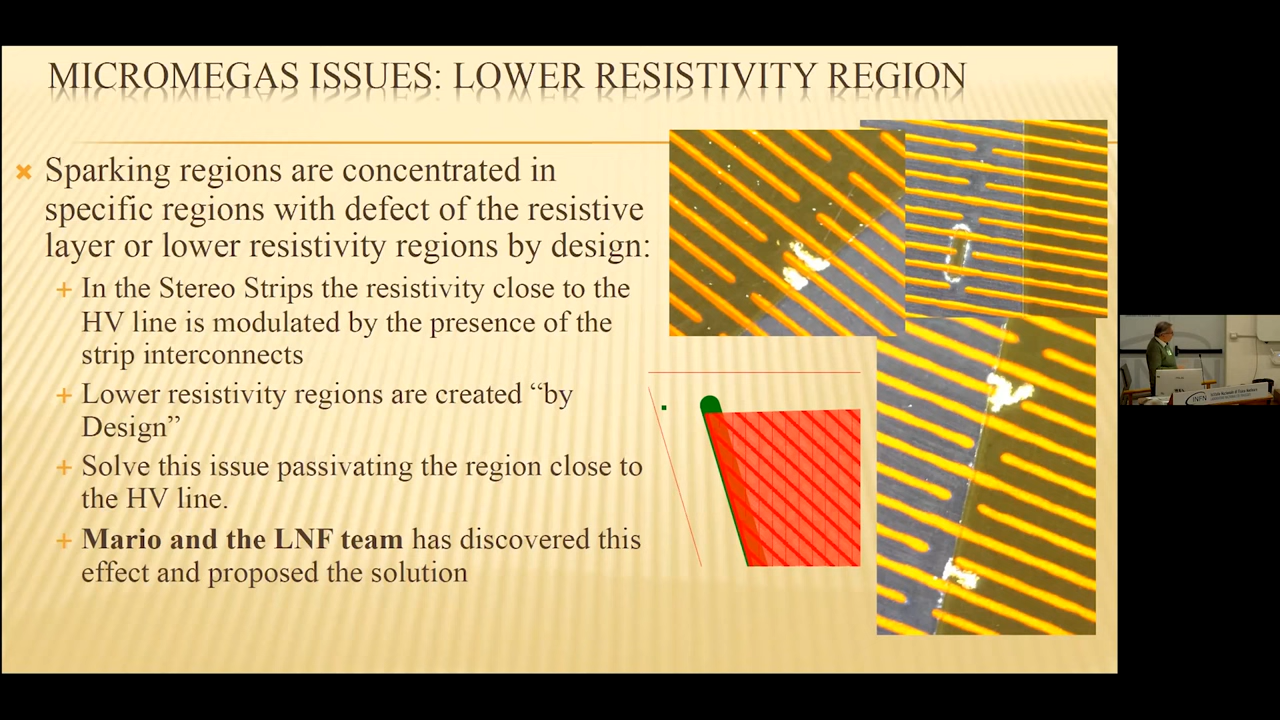 MICROMEGAS ISSUES: LOWER RESISTIVITY REGION
Sparking regions are concentrated in
specific regions with defect of the resistive
layer or lower resistivity regions by design:
In the Stereo Strips the resistivity close to the
HV line is modulated by the presence of the
strip interconnects
Lower resistivity regions are created “by
Design”
Solve this issue passivating the region close to
the HV line.
Mario and the LNF team has discovered this
effect and proposed the solution
INFN